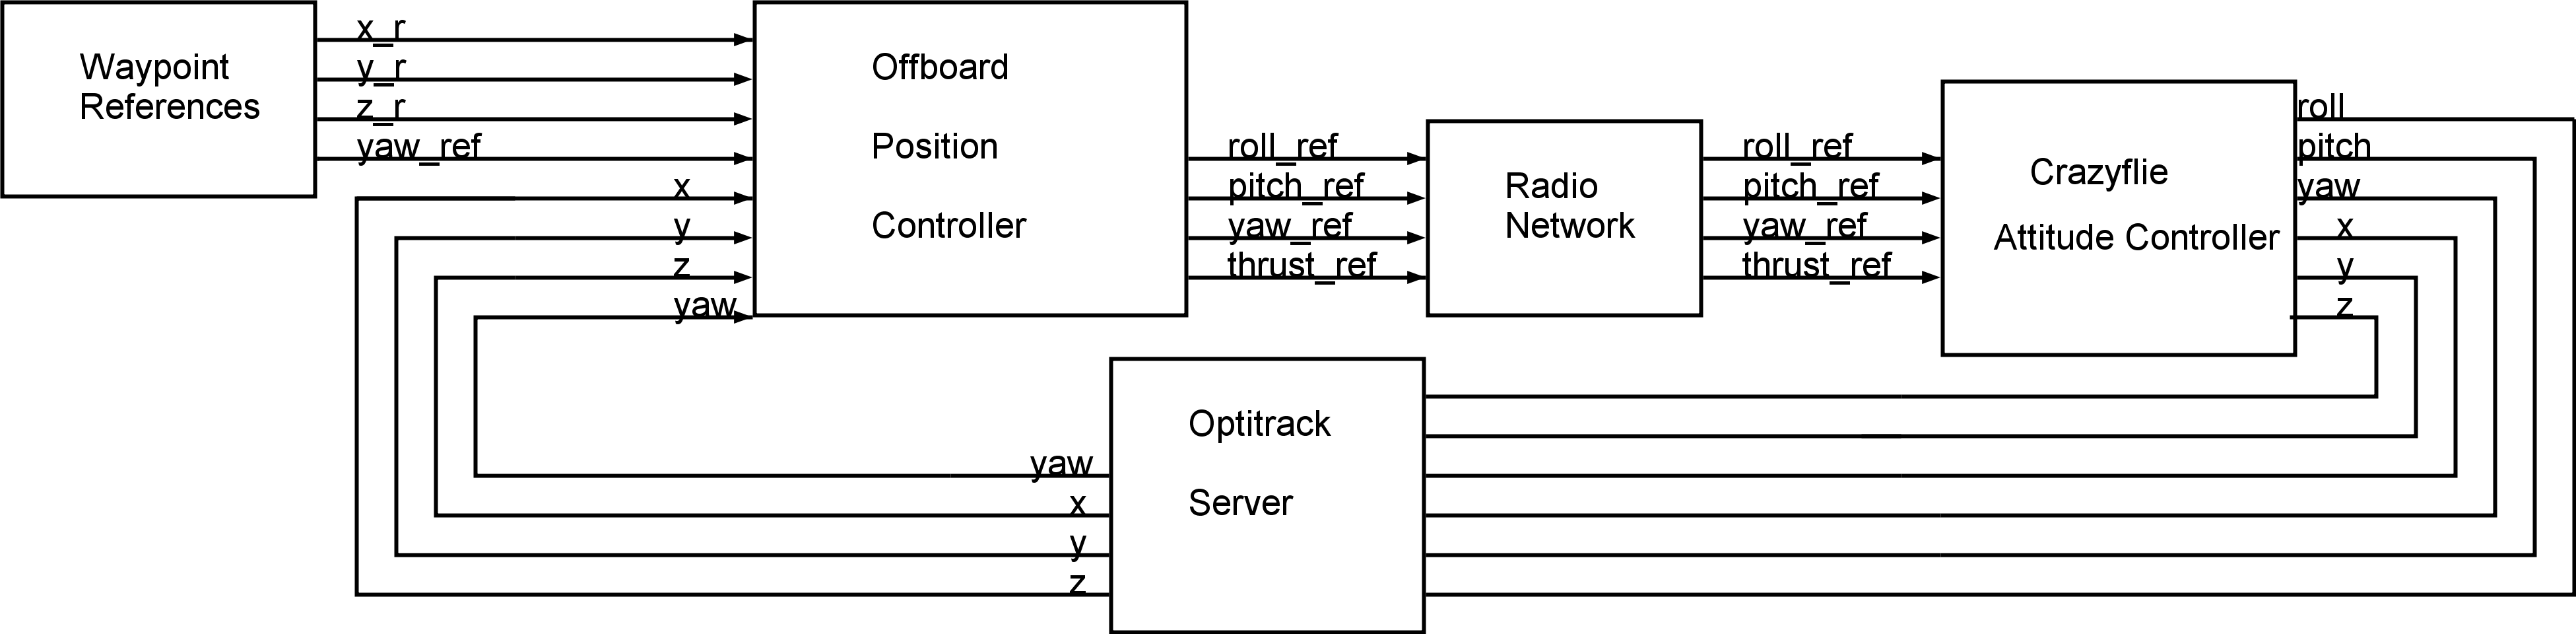 Waypoint
References
x_r
y_r
z_r
yaw_ref
x
y
z
yaw
Offboard
Position
Controller
roll_ref
pitch_ref
yaw_ref
thrust_ref
Radio
Network
roll_ref
pitch_ref
yaw_ref
thrust_ref
Crazyflie
Attitude Controller
roll
pitch
yaw
x
y
z
Optitrack
Server
yaw
x
y
z